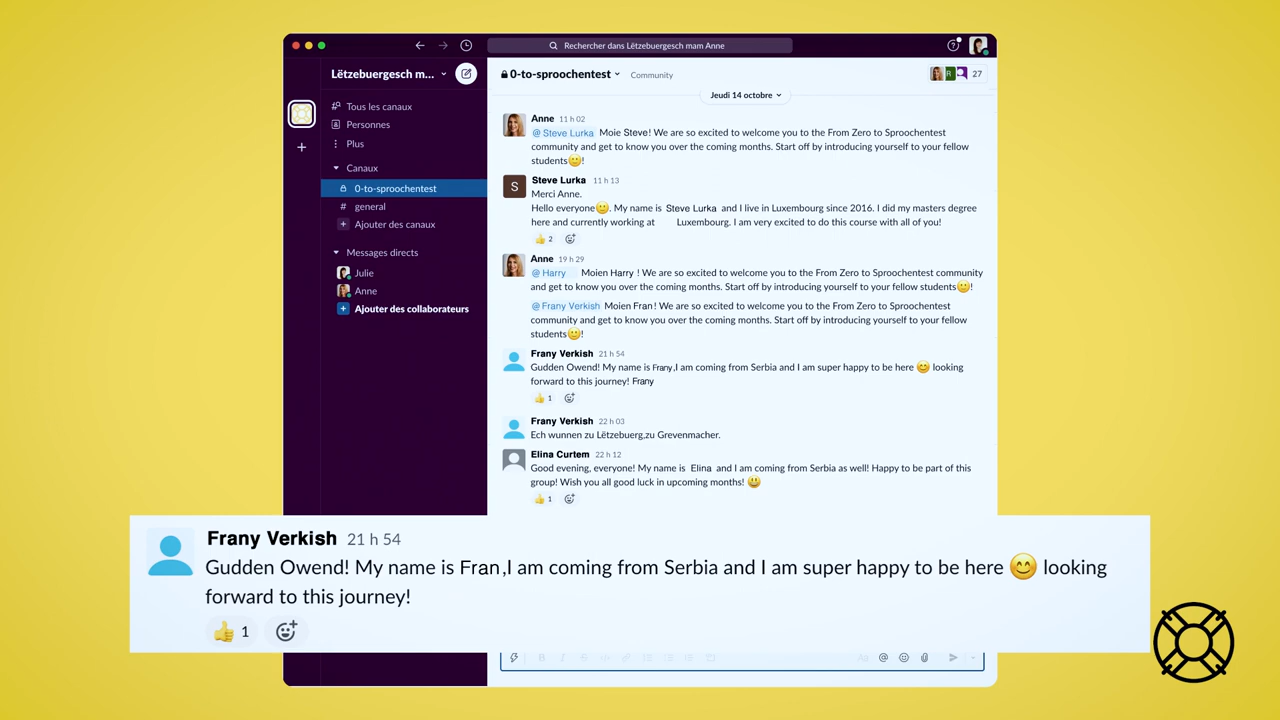 Rechercher dans Lëtzebuergesch mam Anne
Lëtzebuergesch m...
Tous les canaux
Personnes
Plus
Canaux
0-to-sproochentest
# general
+ Ajouter des canaux
Messages directs
Julie
Anne
+ Ajouter des collaborateurs
0-to-sproochentest Community
R 27
Jeudi 14 octobre
Anne 11 h 02
@Steve Lurka Moie Steve! We are so excited to welcome you to the From Zero to Sproochentest
community and get to know you over the coming months. Start off by introducing yourself to your fellow
students🙂!
S
Steve Lurka 11 h 13
Merci Anne.
Hello everyone🙂. My name is Steve Lurka and I live in Luxembourg since 2016. I did my masters degree
here and currently working at Luxembourg. I am very excited to do this course with all of you!
👍 2
Anne 19 h 29
@Harry Moien Harry ! We are so excited to welcome you to the From Zero to Sproochentest community
and get to know you over the coming months. Start off by introducing yourself to your fellow students🙂!
@Frany Verkish Moien Fran! We are so excited to welcome you to the From Zero to Sproochentest
community and get to know you over the coming months. Start off by introducing yourself to your fellow
students🙂!
Frany Verkish 21 h 54
Gudden Owend! My name is Frany,I am coming from Serbia and I am super happy to be here 😊 looking
forward to this journey! Frany
👍 1
Frany Verkish 22 h 03
Ech wunnen zu Lëtzebuerg,zu Grevenmacher.
Elina Curtem 22 h 12
Good evening, everyone! My name is Elina and I am coming from Serbia as well! Happy to be part of this
group! Wish you all good luck in upcoming months! 😃
👍 1
Frany Verkish 21 h 54
Gudden Owend! My name is Fran,I am coming from Serbia and I am super happy to be here 😊 looking
forward to this journey!
👍 1